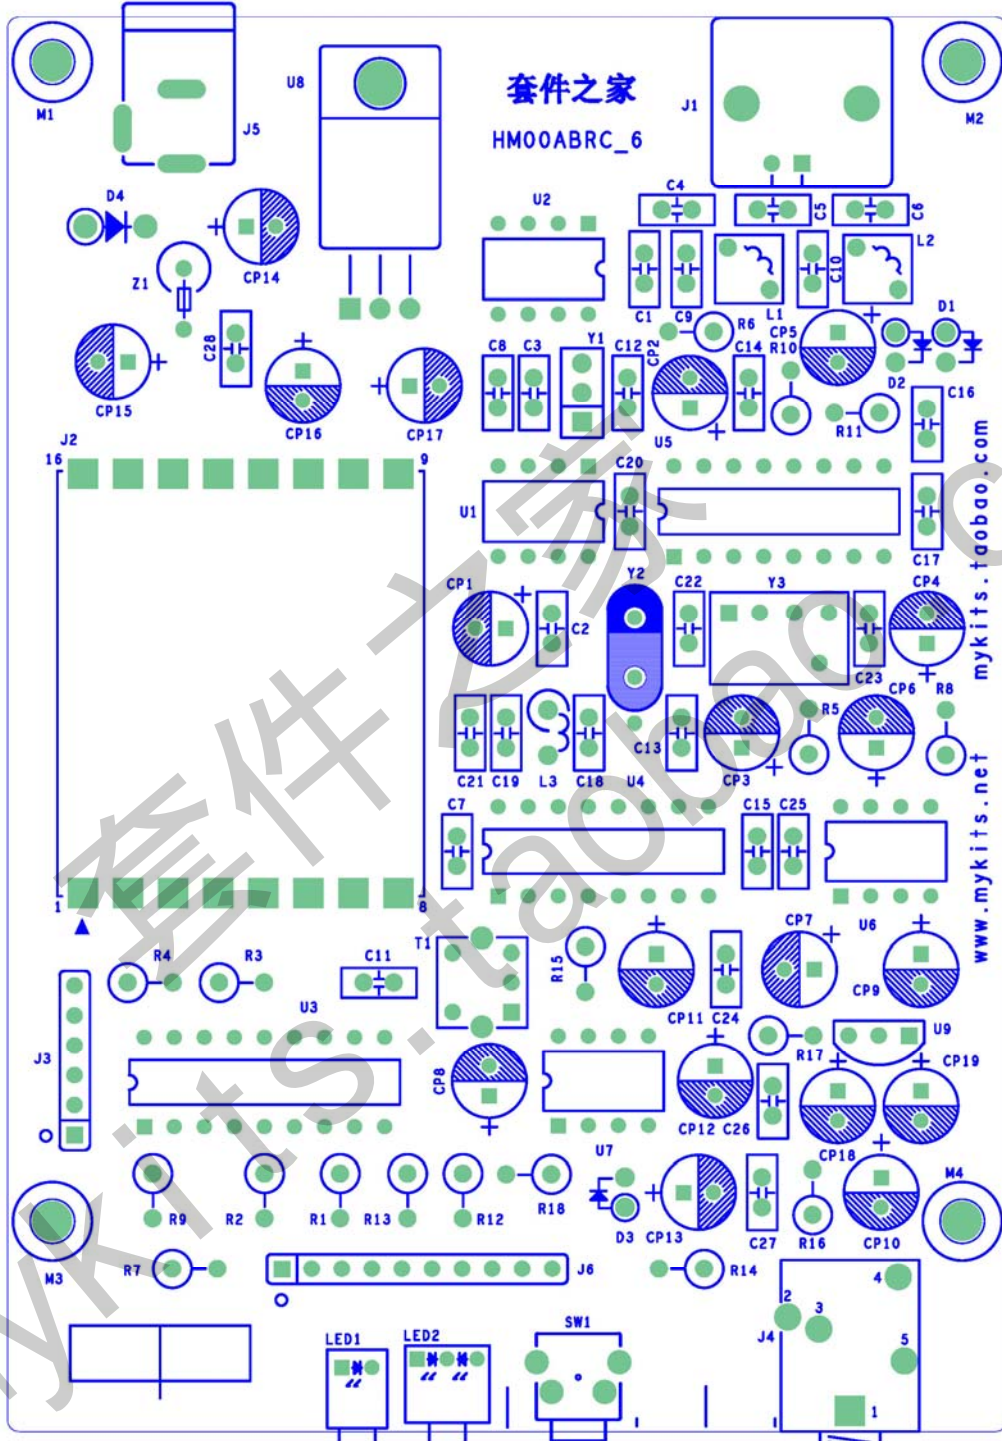 M1
J5
U8
套件之家
HM00ABRC_6
J1
M2
D4
Z1
CP14
U2
C4
C5
C6
C1
C9
L1
C10
L2
CP15
C28
CP16
CP17
C8
C3
Y1
C12
CP2
R6
C14
CP5
R10
D1
D2
C16
U5
R11
J2
16
9
U1
C20
C17
CP1
C2
Y2
C22
Y3
C23
CP4
C21
C19
L3
C18
C13
CP3
R5
CP6
R8
U4
C7
C15
C25
1
8
mykits.taobao.com
www.mykits.net
R4
R3
C11
T1
R15
CP11
C24
CP7
U6
CP9
U3
J3
CP8
CP12
C26
R17
U9
CP19
CP18
U7
R9
R2
R1
R13
R12
R18
D3
CP13
C27
R16
CP10
M4
M3
R7
J6
R14
LED1
LED2
SW1
J4
2
3
4
5
1
套件之家
mykits.taobao.c